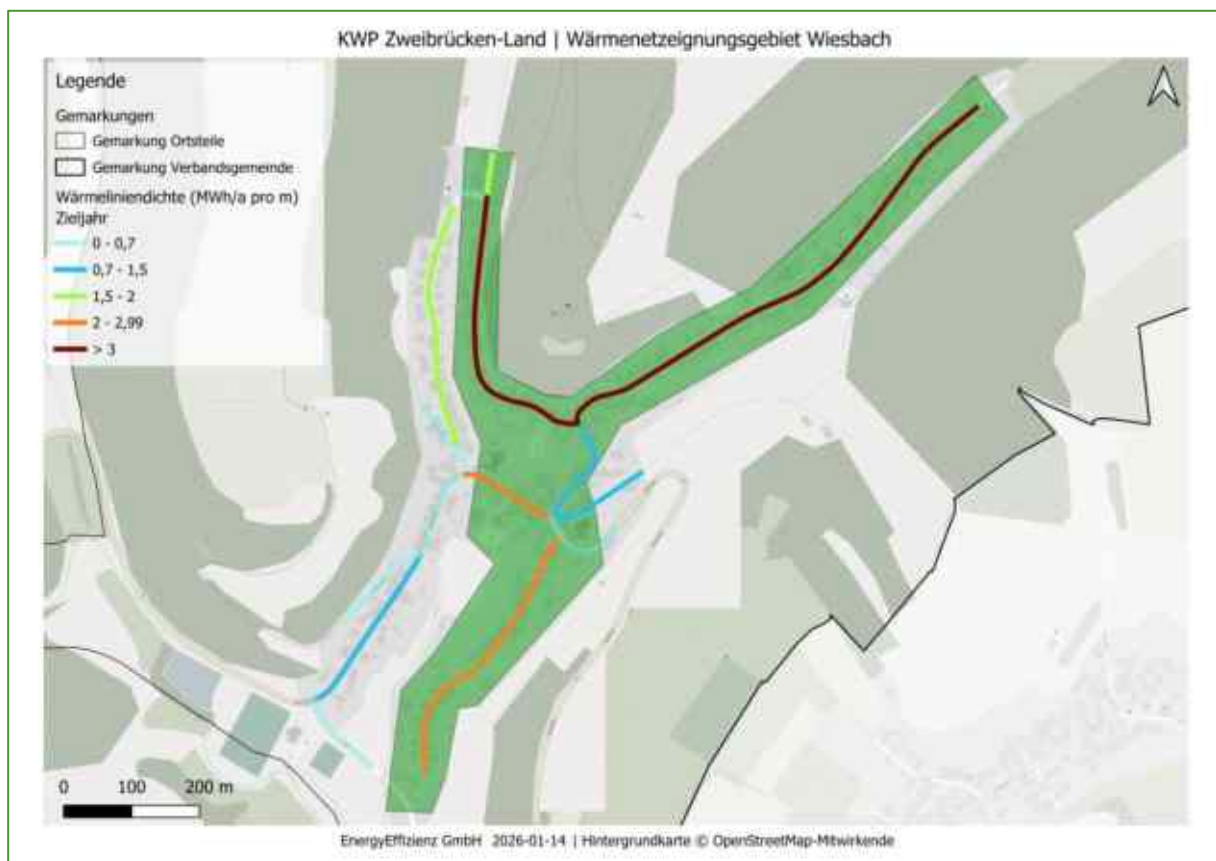 KWP Zweibrücken-Land | Wärmenetzeignungsgebiet Wiesbach
Legende
Gemarkungen
Gemarkung Ortsteile
Gemarkung Verbandsgemeinde
Wärmeliniendichte (MWh/a pro m)
Zieljahr
0 - 0,7
0,7 - 1,5
1,5 - 2
2 - 2,99
> 3
0 100 200 m
EnergyEffizienz GmbH 2026-01-14 | Hintergrundkarte © OpenStreetMap-Mitwirkende